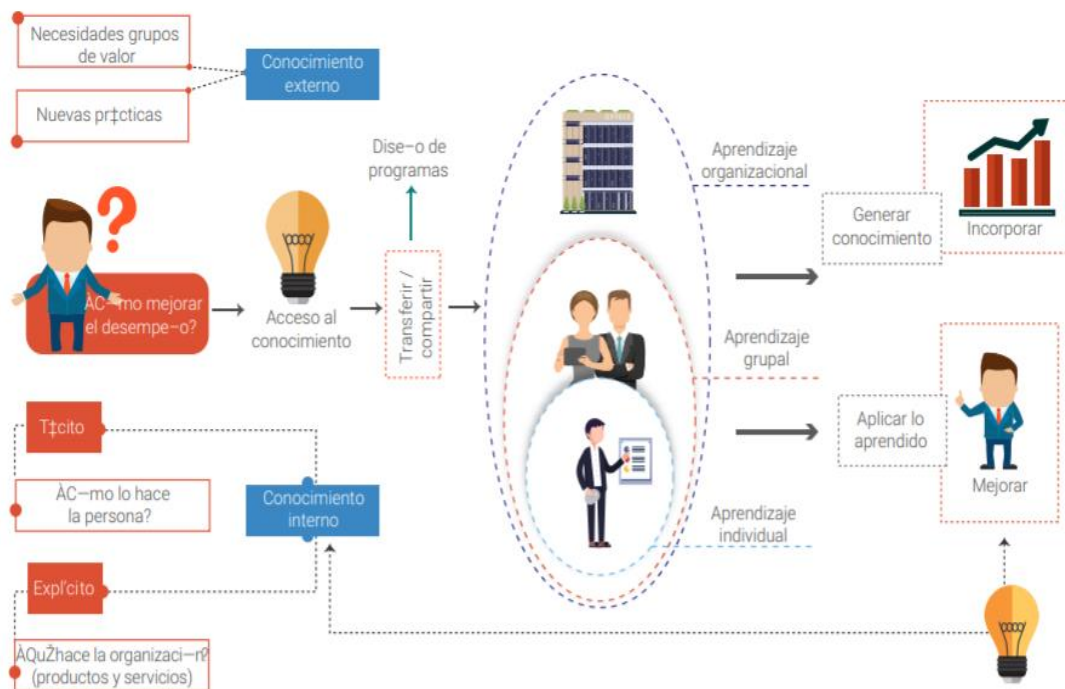 Necesidades grupos
de valor
Conocimiento
externo
Nuevas pr‡cticas
Dise–o de
programas
Aprendizaje
organizacional
Generar
conocimiento
Incorporar
ÀC—mo mejorar
el desempe–o?
Acceso al
conocimiento
Transferir /
compartir
Aprendizaje
grupal
Aplicar lo
aprendido
Mejorar
T‡cito
ÀC—mo lo hace
la persona?
Conocimiento
interno
Aprendizaje
individual
Expl’cito
ÀQuŽhace la organizaci—n?
(productos y servicios)